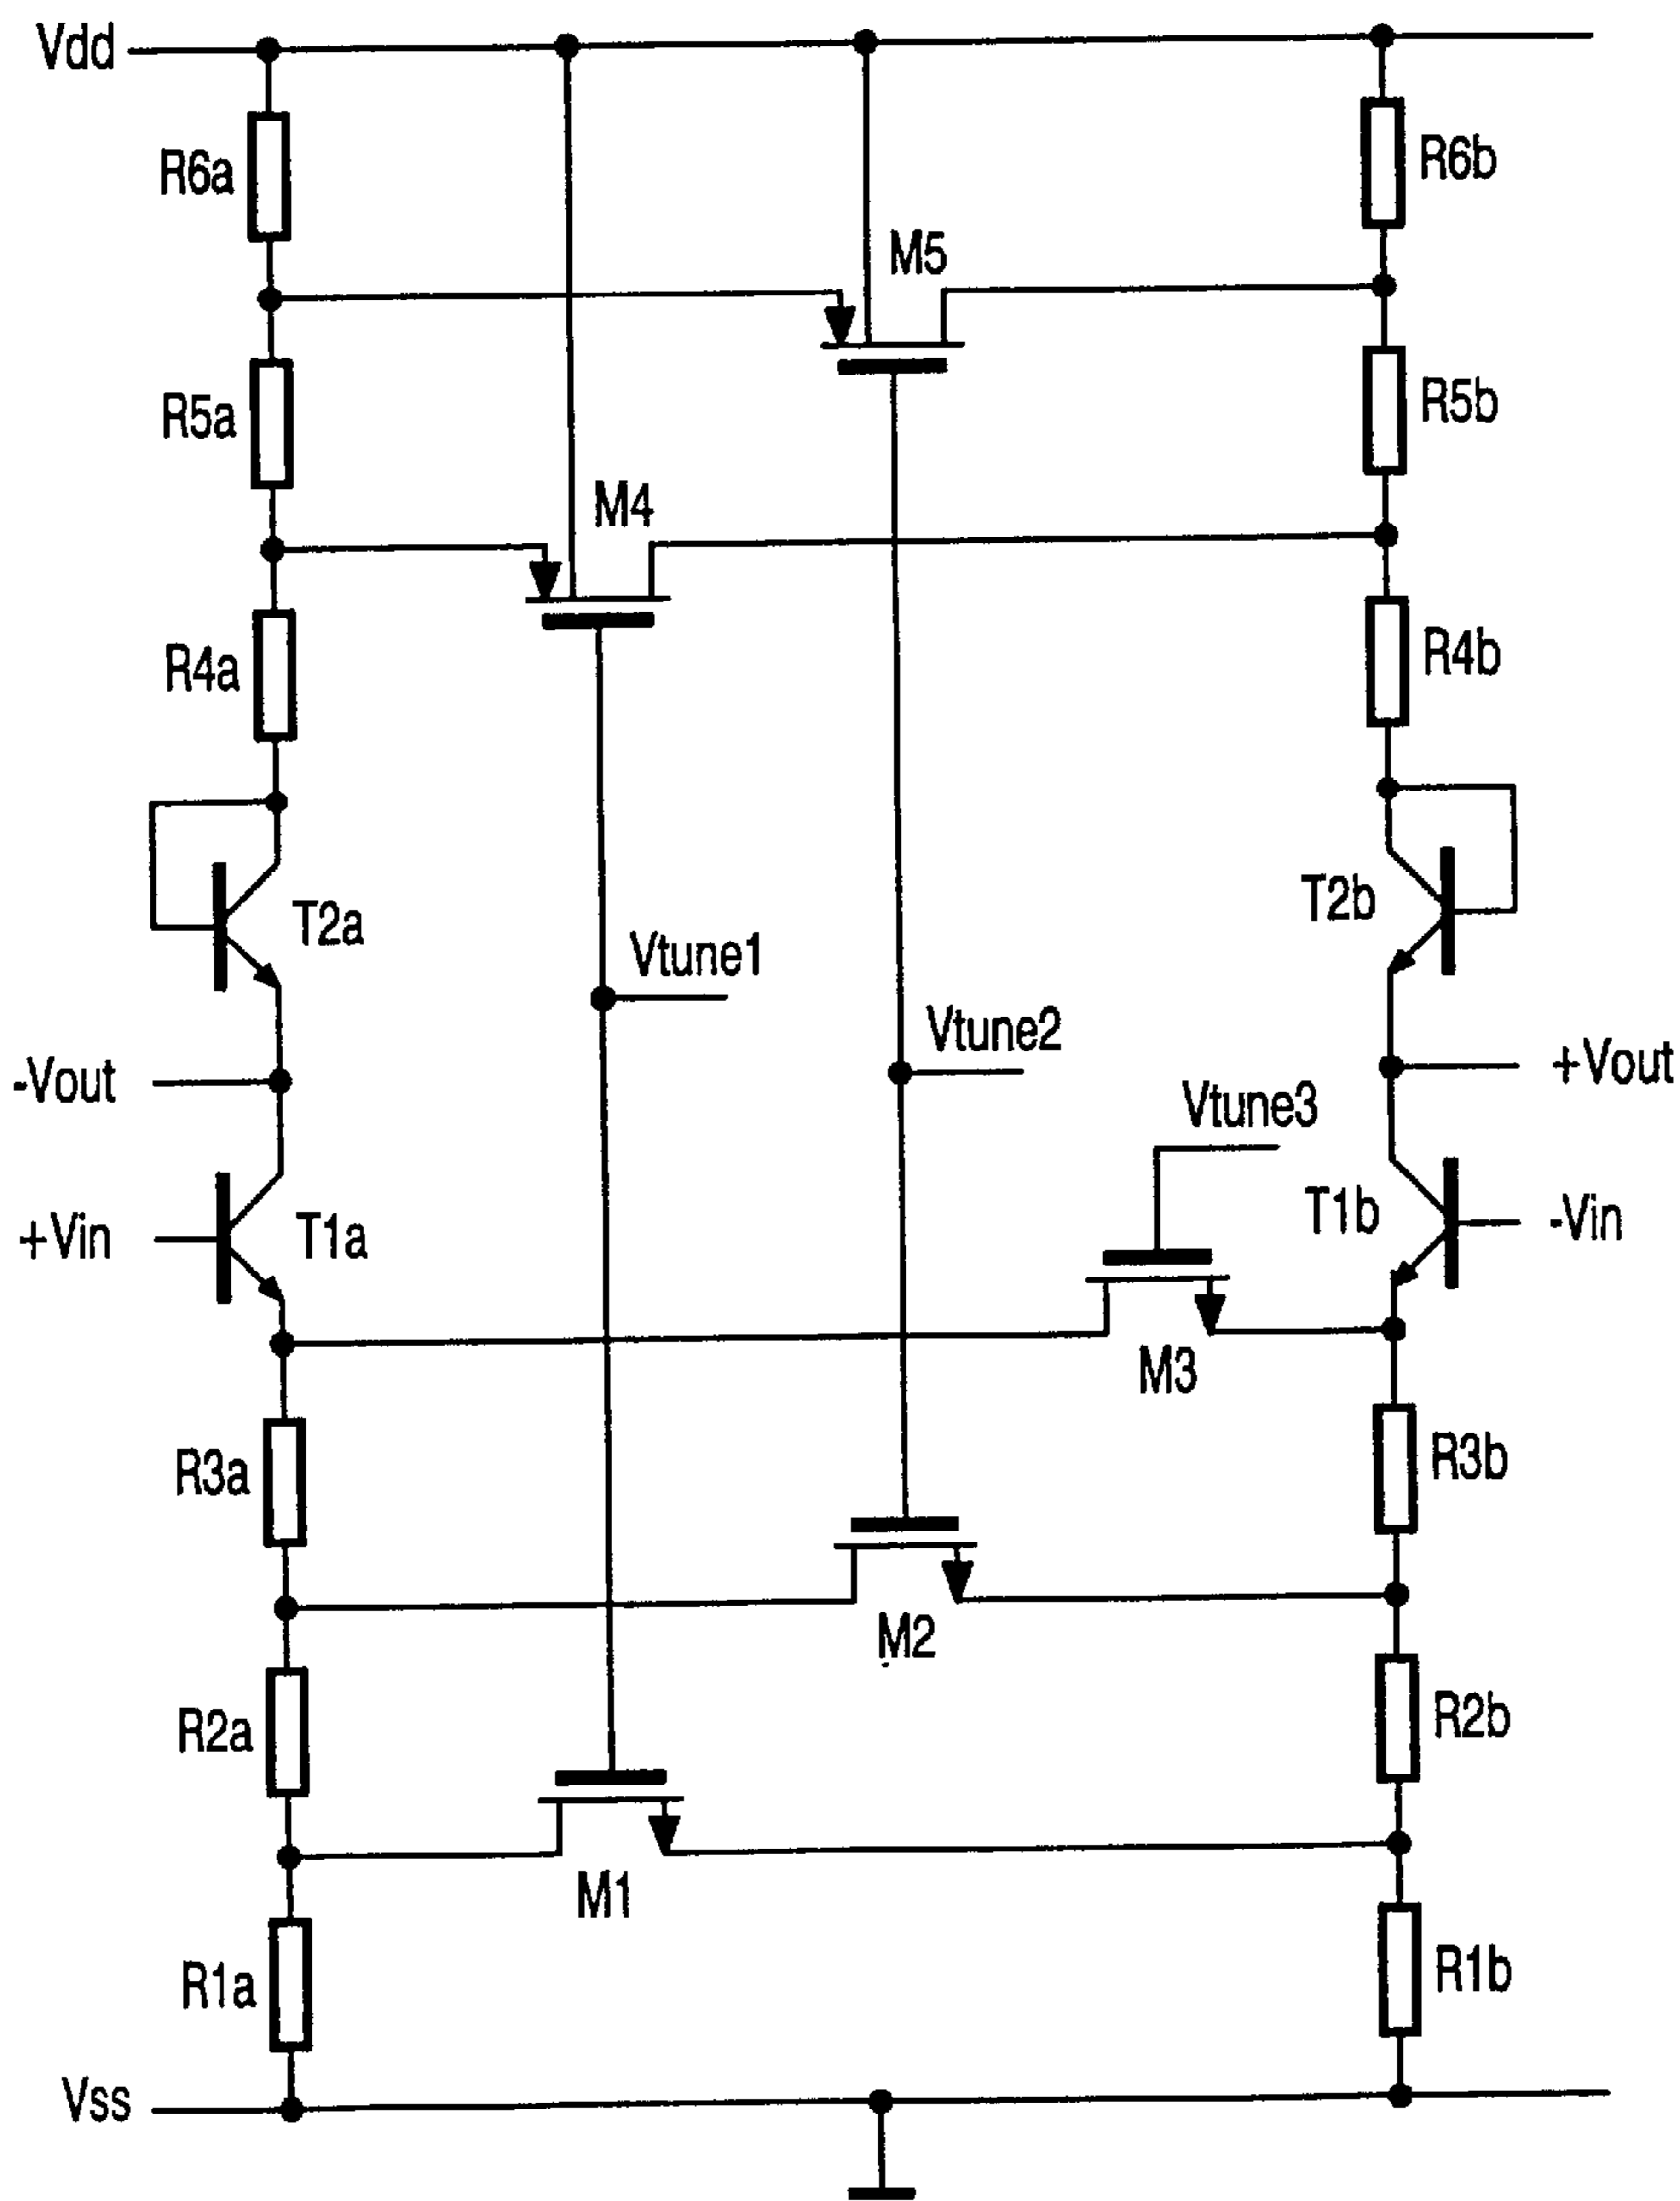 Vdd
R6a
R6b
M5
R5a
R5b
M4
R4a
R4b
T2a
T2b
Vtune1
Vtune2
-Vout
+Vout
Vtune3
+Vin
T1a
T1b
-Vin
M3
R3a
R3b
M2
R2a
R2b
M1
R1a
R1b
Vss